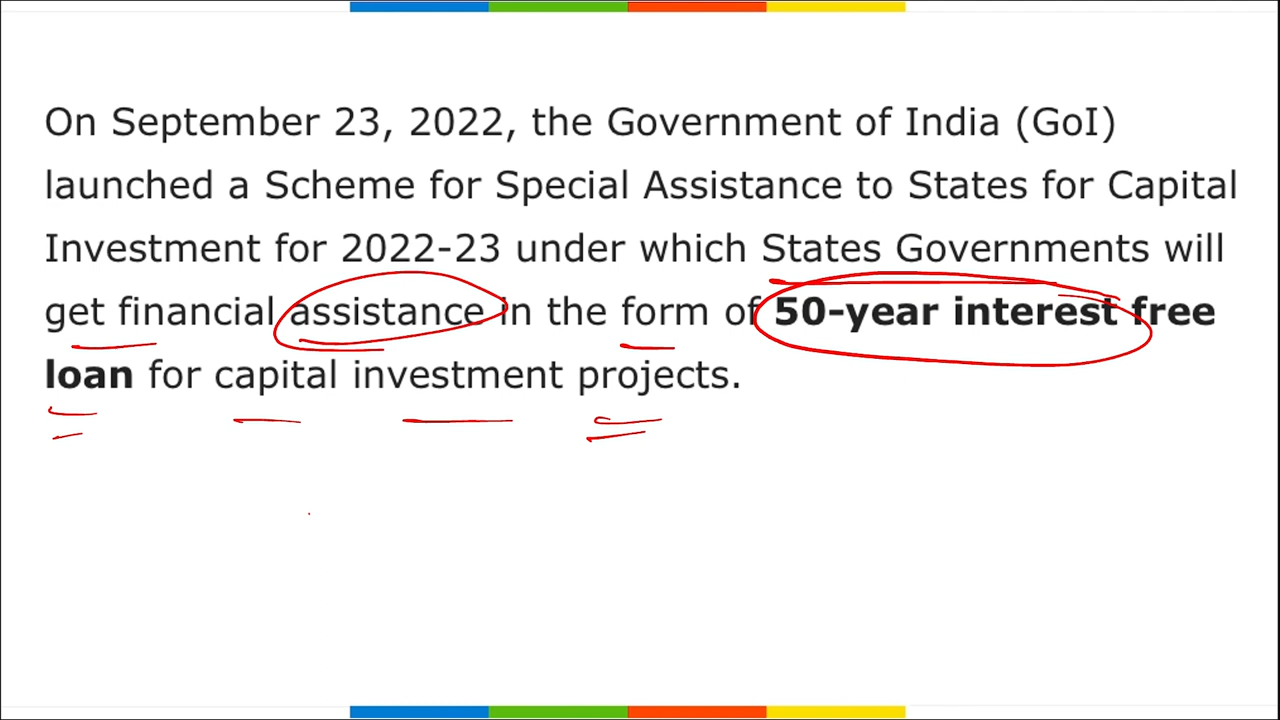 On September 23, 2022, the Government of India (GoI)
launched a Scheme for Special Assistance to States for Capital
Investment for 2022-23 under which States Governments will
get financial assistance in the form of 50-year interest free
loan for capital investment projects.